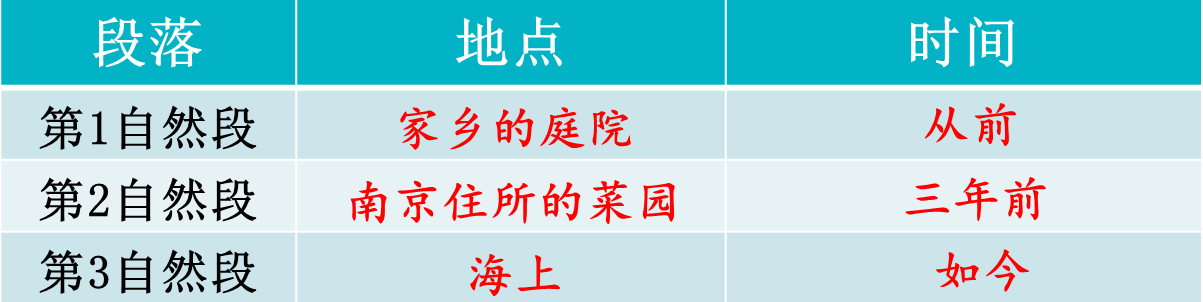 段落 地点 时间
第1自然段 家乡的庭院 从前
第2自然段 南京住所的菜园 三年前
第3自然段 海上 如今